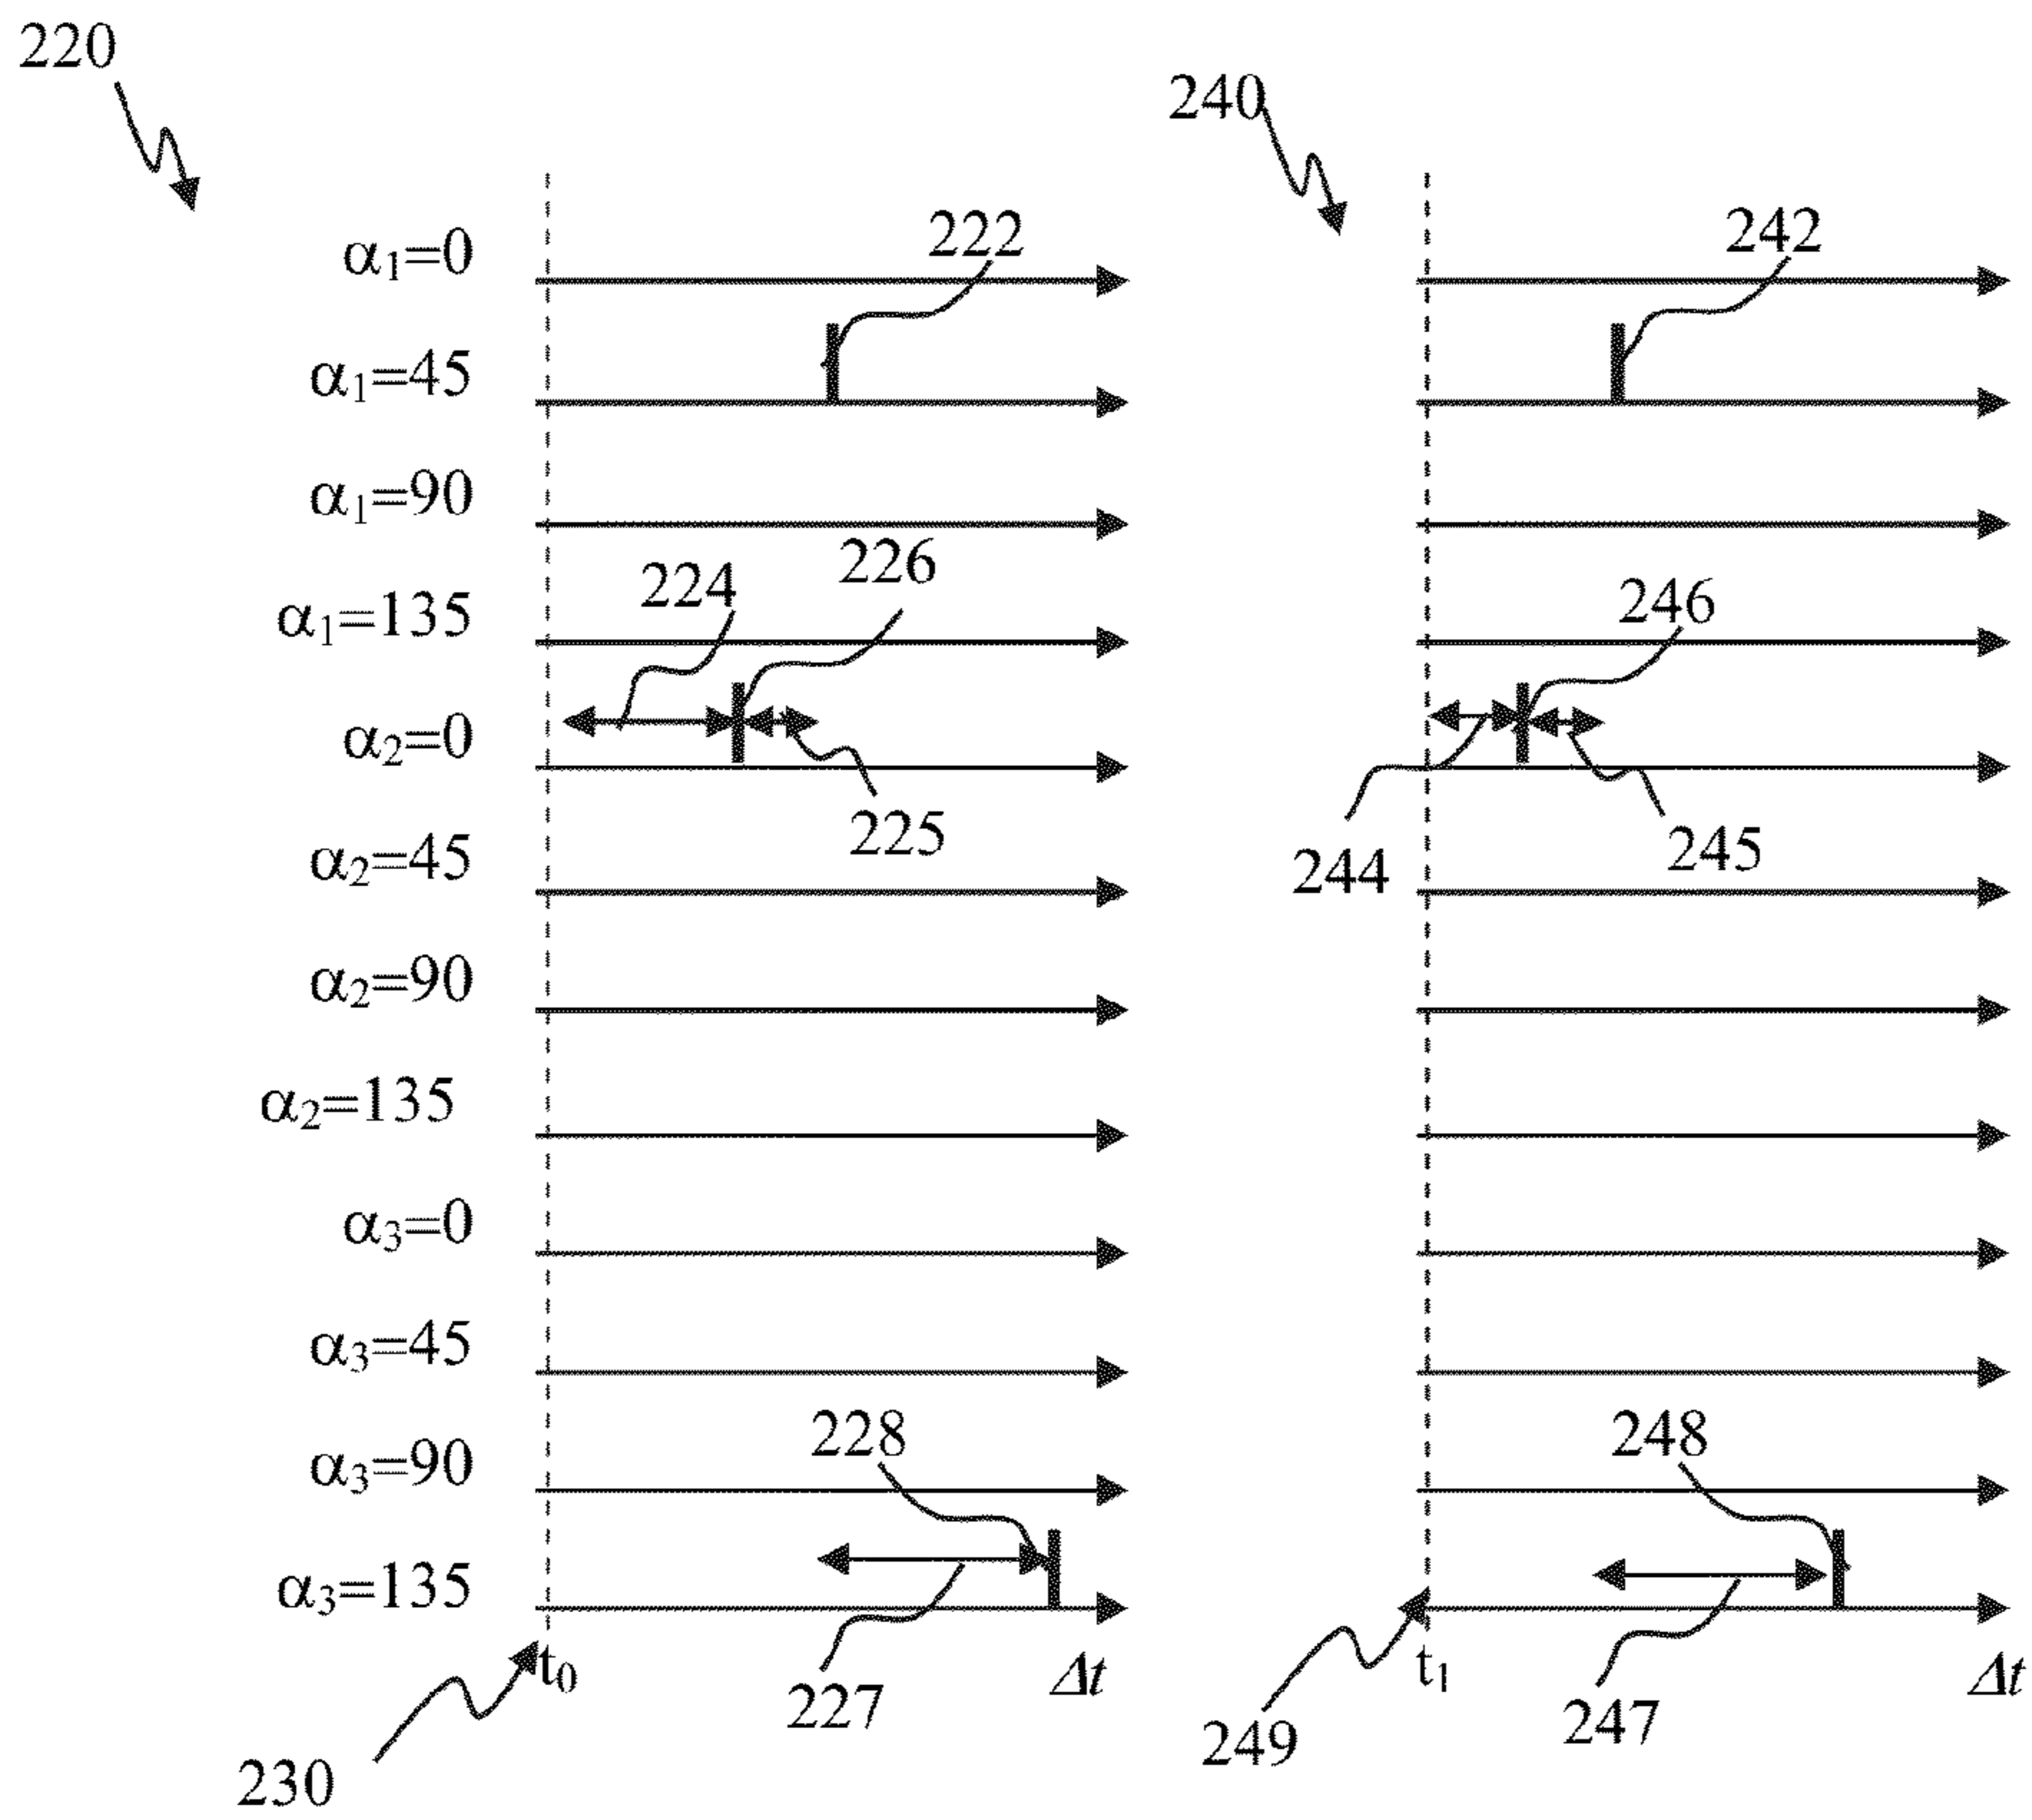 220
240
222
242
α₁=0
α₁=45
α₁=90
224
226
246
α₁=135
α₂=0
225
245
244
α₂=45
α₂=90
α₂=135
α₃=0
α₃=45
228
248
α₃=90
α₃=135
t₀
Δt
t₁
Δt
227
247
249
230